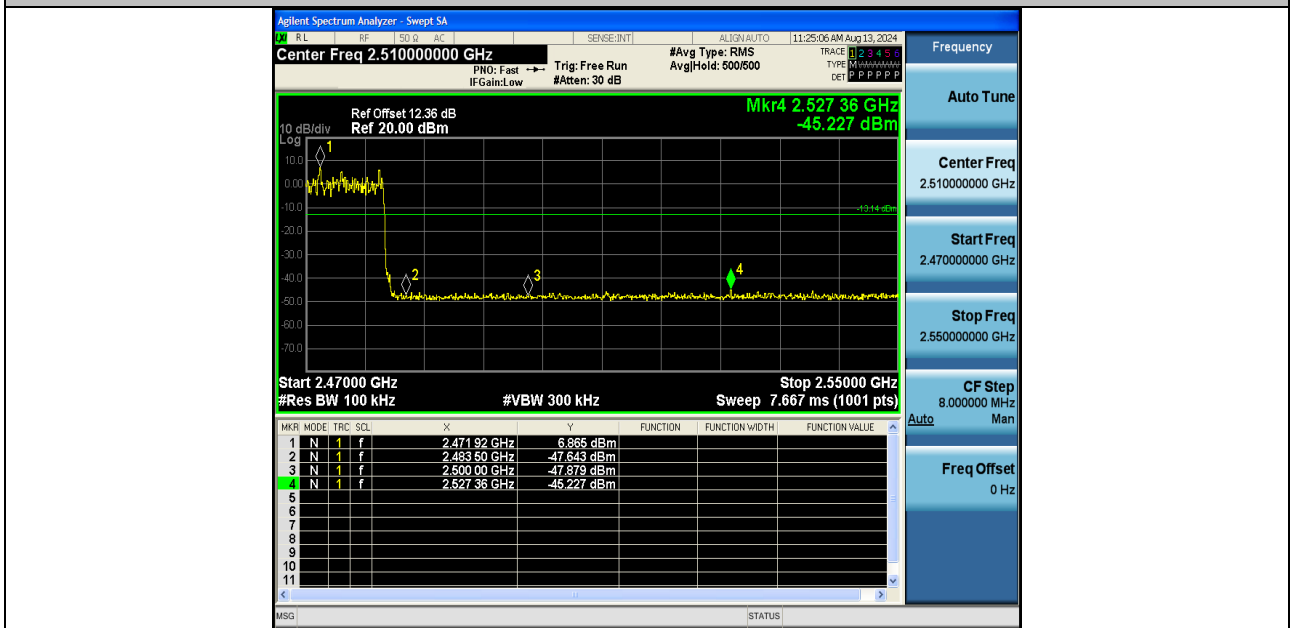 Agilent Spectrum Analyzer - Swept SA
RL RF 50 Ω AC SENSE:INT ALIGN AUTO 11:25:06 AM Aug 13, 2024
Center Freq 2.510000000 GHz
PNO: Fast
IFGain:Low
Trig: Free Run
#Atten: 30 dB
#Avg Type: RMS
Avg|Hold: 500/500
TRACE 1 2 3 4 5 6
TYPE M
DET P P P P P P
Ref Offset 12.36 dB
10 dB/div Ref 20.00 dBm
Log
Mkr4 2.527 36 GHz
-45.227 dBm
1
10.0
0.00
-10.0
-13.14 dBm
-20.0
-30.0
-40.0
2
3
4
-50.0
-60.0
-70.0
Start 2.47000 GHz Stop 2.55000 GHz
#Res BW 100 kHz #VBW 300 kHz Sweep 7.667 ms (1001 pts)
MKR MODE TRC SCL X Y FUNCTION FUNCTION WIDTH FUNCTION VALUE
1 N 1 f 2.471 92 GHz 6.865 dBm
2 N 1 f 2.483 50 GHz -47.643 dBm
3 N 1 f 2.500 00 GHz -47.879 dBm
4 N 1 f 2.527 36 GHz -45.227 dBm
5
6
7
8
9
10
11
MSG STATUS
Frequency
Auto Tune
Center Freq
2.510000000 GHz
Start Freq
2.470000000 GHz
Stop Freq
2.550000000 GHz
CF Step
8.000000 MHz
Auto Man
Freq Offset
0 Hz